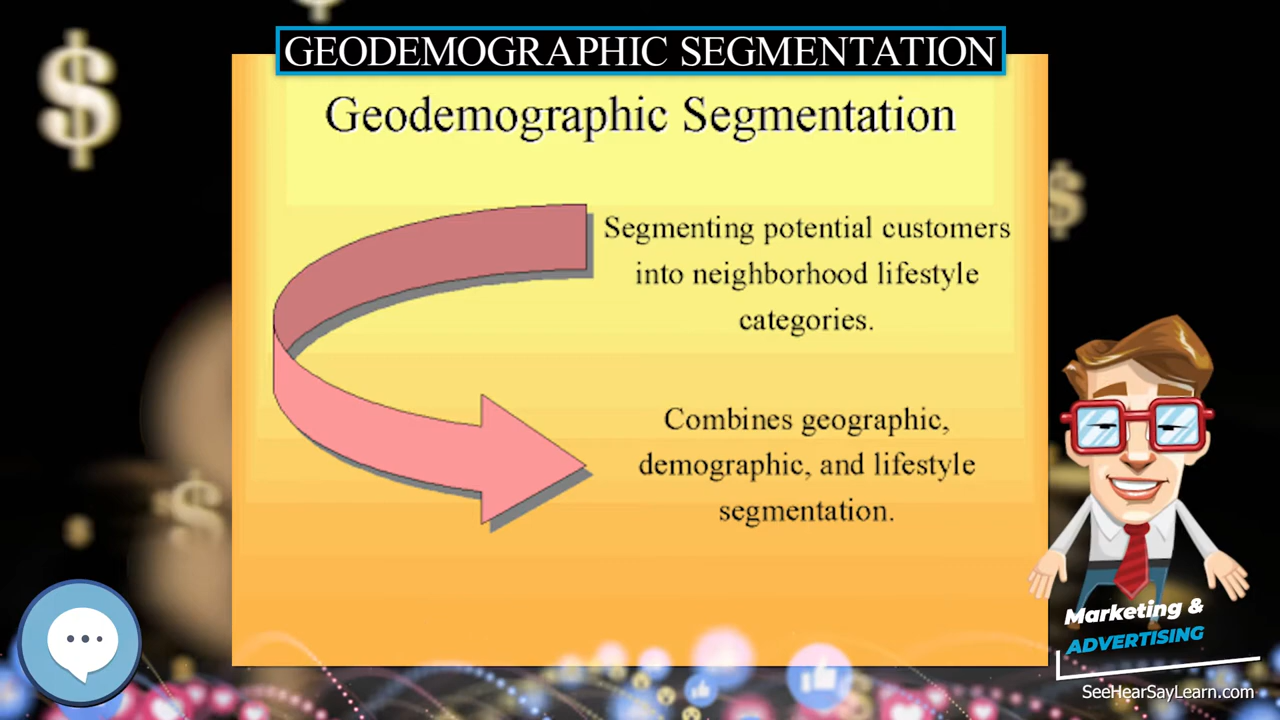 GEODEMOGRAPHIC SEGMENTATION
Geodemographic Segmentation
Segmenting potential customers
into neighborhood lifestyle
categories.
Combines geographic,
demographic, and lifestyle
segmentation.
Marketing &
ADVERTISING
SeeHearSayLearn.com